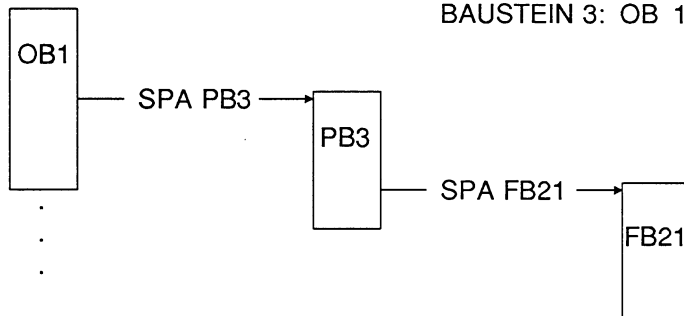 BAUSTEIN 3: OB 1
OB1
SPA PB3
PB3
SPA FB21
FB21